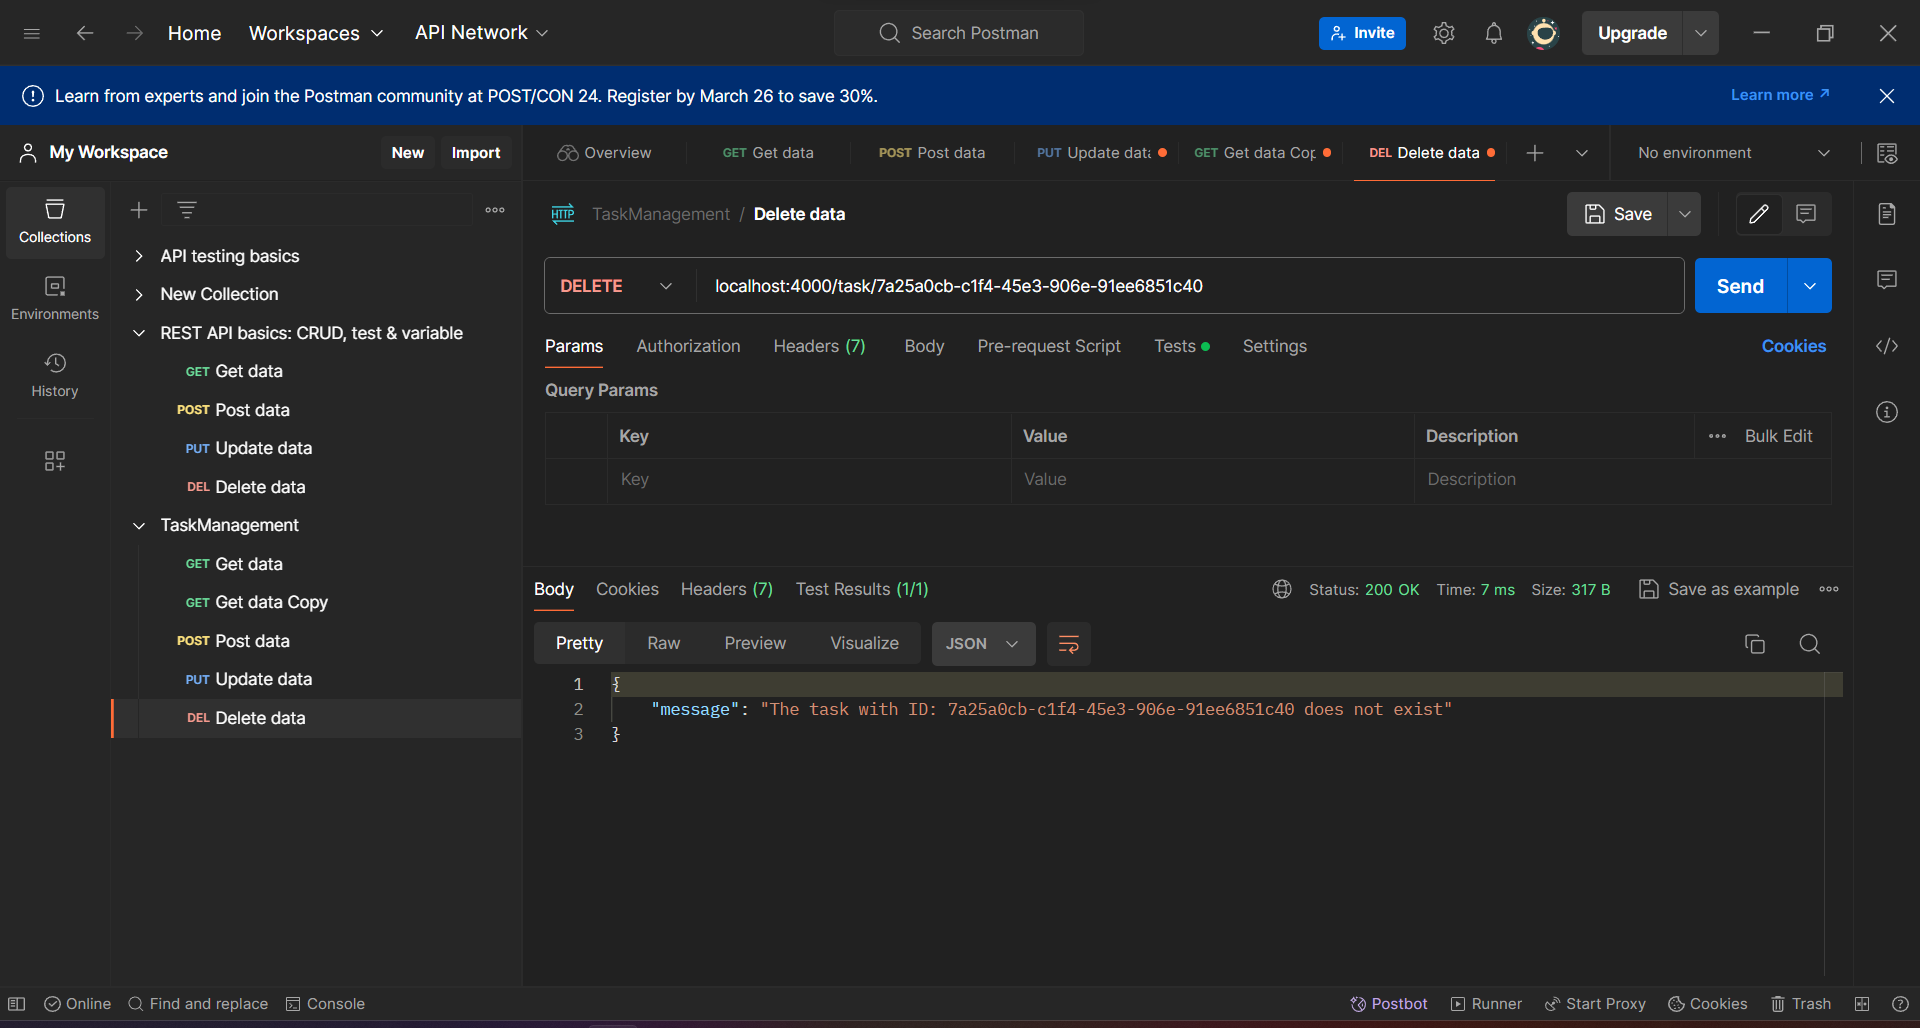 Home Workspaces API Network Search Postman Invite Upgrade
Learn from experts and join the Postman community at POST/CON 24. Register by March 26 to save 30%. Learn more
My Workspace New Import
Overview GET Get data POST Post data PUT Update data GET Get data Cop DEL Delete data No environment
Collections
Environments
History
API testing basics
New Collection
REST API basics: CRUD, test & variable
GET Get data
POST Post data
PUT Update data
DEL Delete data
TaskManagement
GET Get data
GET Get data Copy
POST Post data
PUT Update data
DEL Delete data
HTTP TaskManagement / Delete data Save
DELETE localhost:4000/task/7a25a0cb-c1f4-45e3-906e-91ee6851c40 Send
Params Authorization Headers (7) Body Pre-request Script Tests Settings Cookies
Query Params
Key Value Description Bulk Edit
Key Value Description
Body Cookies Headers (7) Test Results (1/1) Status: 200 OK Time: 7 ms Size: 317 B Save as example
Pretty Raw Preview Visualize JSON
1 {
2 "message": "The task with ID: 7a25a0cb-c1f4-45e3-906e-91ee6851c40 does not exist"
3 }
Online Find and replace Console Postbot Runner Start Proxy Cookies Trash